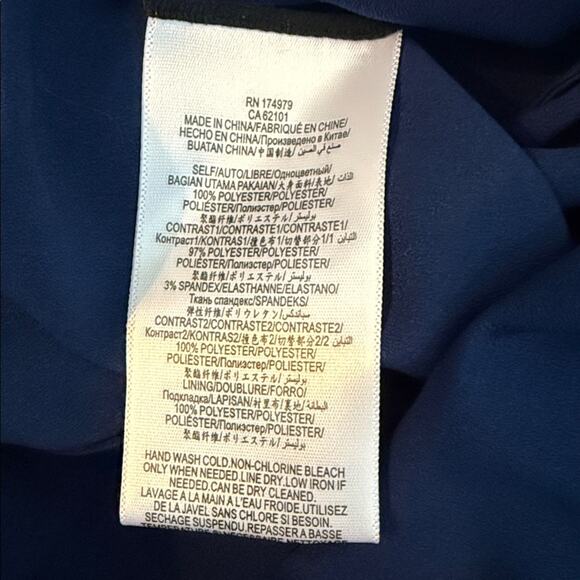 RN 174979
CA 62101
MADE IN CHINA/FABRIQUÉ EN CHINE/
HECHO EN CHINA/Произведено в Китае/
BUATAN CHINA/中国制造/ صنع في الصين
SELF/AUTO/LIBRE/Одноцветный/
BAGIAN UTAMA PAKAIAN/大身面料/表地/ الذات
100% POLYESTER/POLYESTER/
POLIÉSTER/Полиэстер/POLIESTER/
聚酯纤维/ポリエステル/ بوليستر
CONTRAST1/CONTRASTE1/CONTRASTE1/
Контраст1/KONTRAS1/撞色布1/切替部分1/ التباين 1
97% POLYESTER/POLYESTER/
POLIÉSTER/Полиэстер/POLIESTER/
聚酯纤维/ポリエステル/ بوليستر
3% SPANDEX/ELASTHANNE/ELASTANO/
Ткань спандекс/SPANDEKS/
弹性纤维/ポリウレタン/ سباندكس
CONTRAST2/CONTRASTE2/CONTRASTE2/
Контраст2/KONTRAS2/撞色布2/切替部分2/ التباين 2
100% POLYESTER/POLYESTER/
POLIÉSTER/Полиэстер/POLIESTER/
聚酯纤维/ポリエステル/ بوليستر
LINING/DOUBLURE/FORRO/
Подкладка/LAPISAN/衬里布/裏地/ البطانة
100% POLYESTER/POLYESTER/
POLIÉSTER/Полиэстер/POLIESTER/
聚酯纤维/ポリエステル/ بوليستر
HAND WASH COLD.NON-CHLORINE BLEACH
ONLY WHEN NEEDED.LINE DRY.LOW IRON IF
NEEDED.CAN BE DRY CLEANED.
LAVAGE A LA MAIN A L'EAU FROIDE.UTILISEZ
DE LA JAVEL SANS CHLORE SI BESOIN.
SECHAGE SUSPENDU.REPASSER A BASSE
TEMPERATURE SI NECESSAIRE.NETTOYAGE